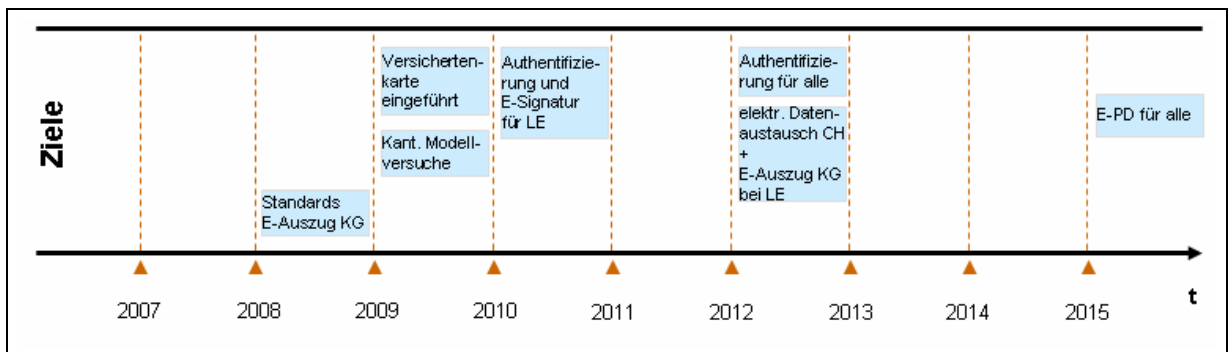 Ziele
Versicherten-
karte
eingeführt
Kant. Modell-
versuche
Standards
E-Auszug KG
Authentifizie-
rung und
E-Signatur
für LE
Authentifizie-
rung für alle
elektr. Daten-
austausch CH
+
E-Auszug KG
bei LE
E-PD für alle
t
2007
2008
2009
2010
2011
2012
2013
2014
2015